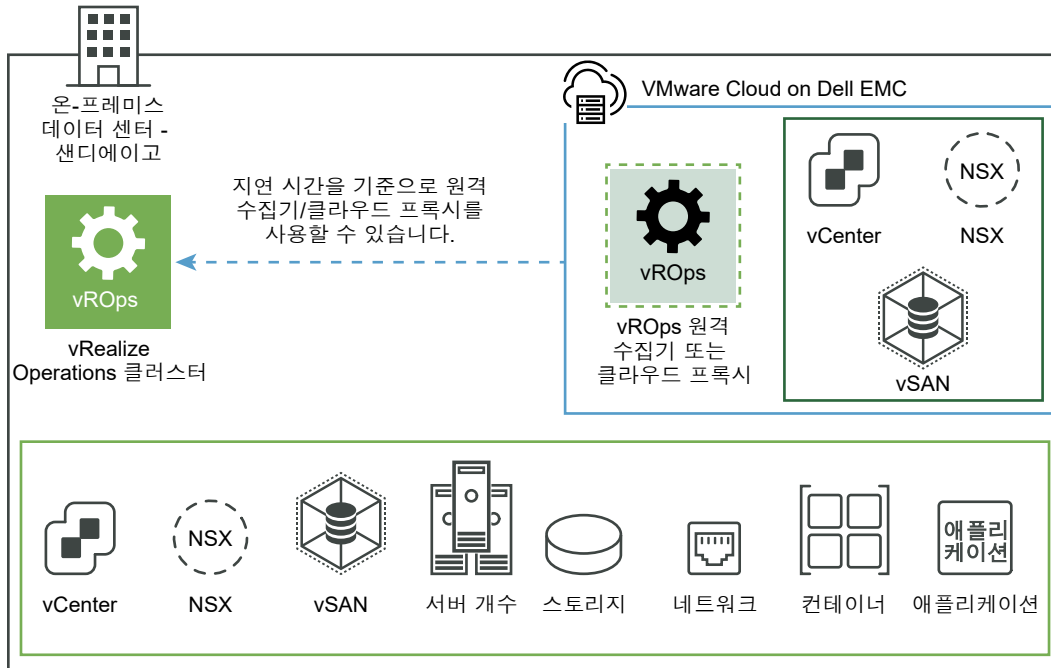 온-프레미스
데이터 센터 -
샌디에이고
VMware Cloud on Dell EMC
지연 시간을 기준으로 원격
수집기/클라우드 프록시를
사용할 수 있습니다.
vROps
vRealize
Operations 클러스터
vROps
vROps 원격
수집기 또는
클라우드 프록시
vCenter
NSX
NSX
vSAN
vCenter
NSX
NSX
vSAN
서버 개수
스토리지
네트워크
컨테이너
애플리
케이션
애플리케이션